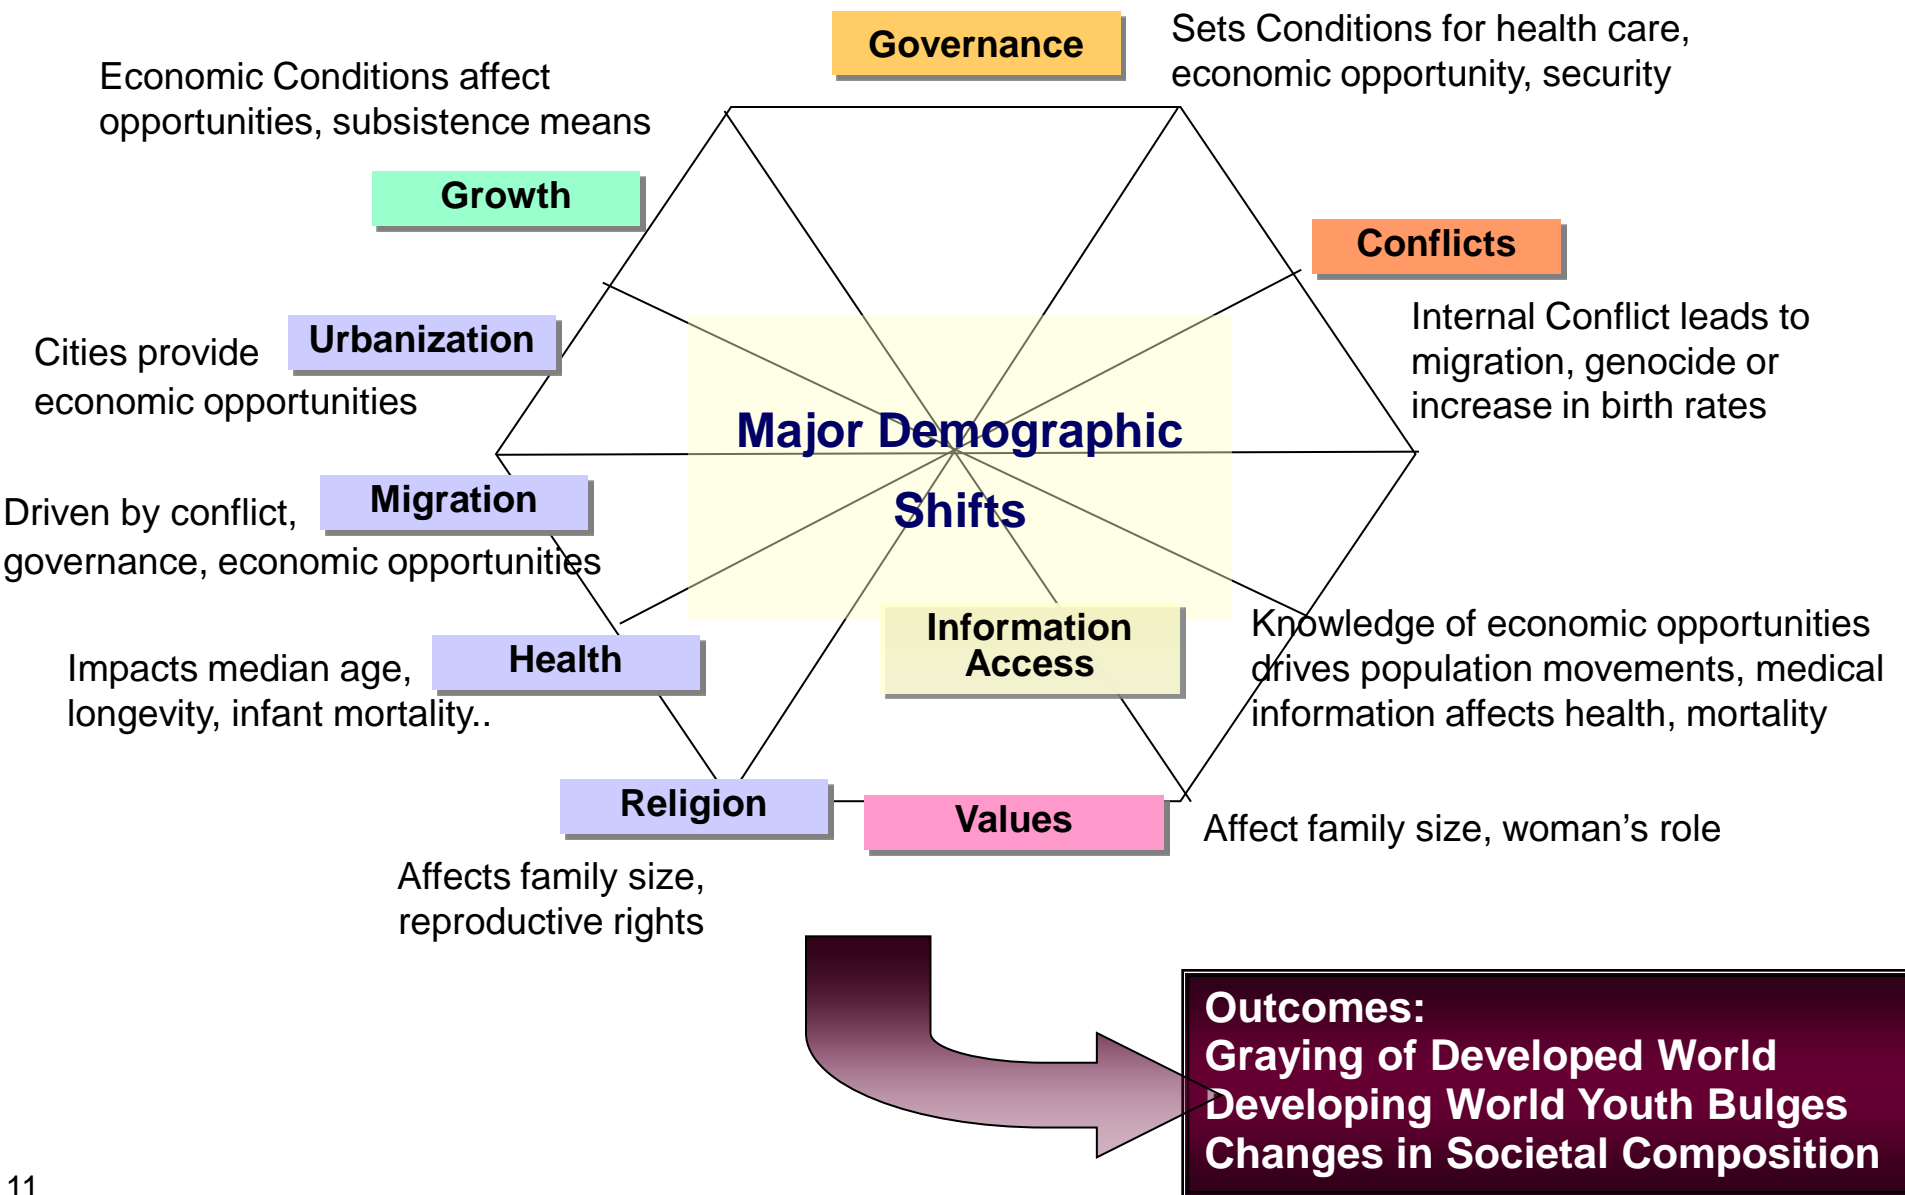 Governance
Sets Conditions for health care,
economic opportunity, security
Economic Conditions affect
opportunities, subsistence means
Growth
Conflicts
Internal Conflict leads to
migration, genocide or
increase in birth rates
Urbanization
Cities provide
economic opportunities
Major Demographic
Shifts
Migration
Driven by conflict,
governance, economic opportunities
Information
Access
Knowledge of economic opportunities
drives population movements, medical
information affects health, mortality
Health
Impacts median age,
longevity, infant mortality..
Religion
Affects family size,
reproductive rights
Values
Affect family size, woman’s role
Outcomes:
Graying of Developed World
Developing World Youth Bulges
Changes in Societal Composition
11